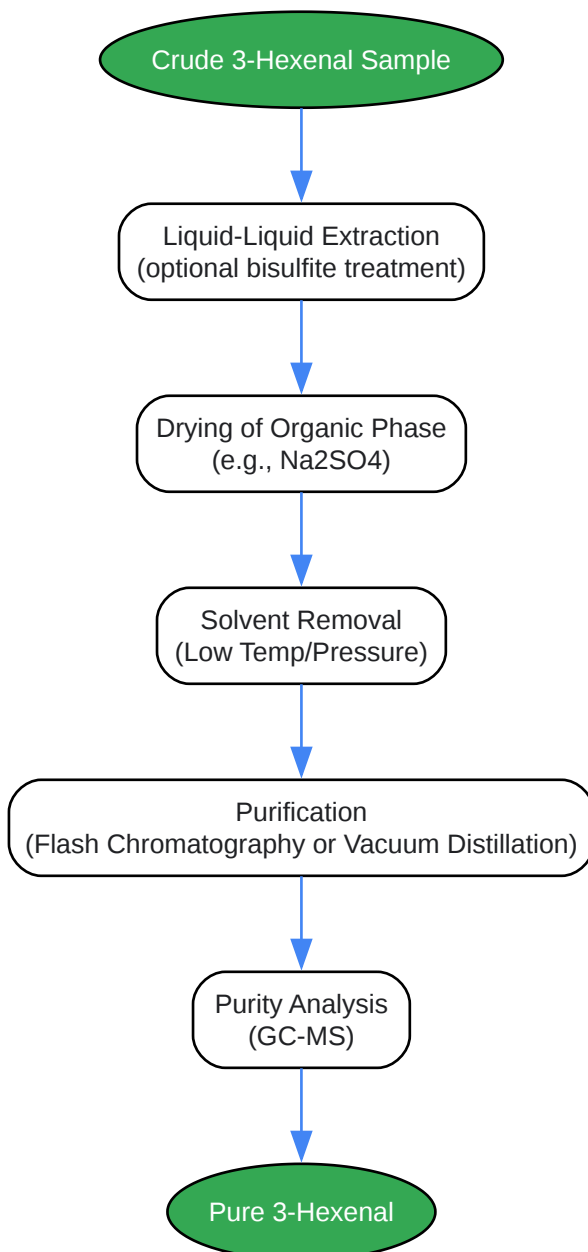 Crude 3-Hexenal Sample
Liquid-Liquid Extraction
(optional bisulfite treatment)
Drying of Organic Phase
(e.g., Na2SO4)
Solvent Removal
(Low Temp/Pressure)
Purification
(Flash Chromatography or Vacuum Distillation)
Purity Analysis
(GC-MS)
Pure 3-Hexenal